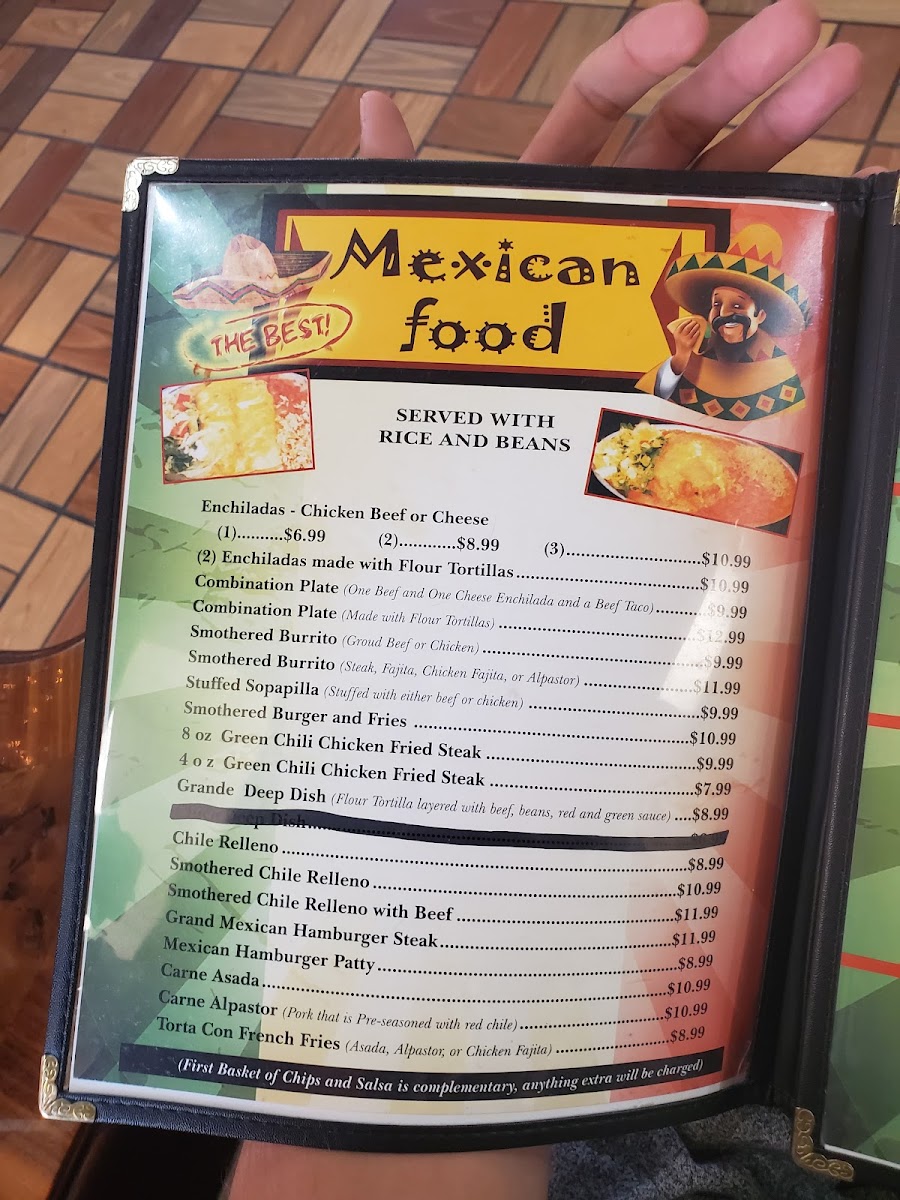 Mexican
food
THE BEST!
SERVED WITH
RICE AND BEANS
Enchiladas - Chicken Beef or Cheese
(1)..........$6.99 (2)............$8.99 (3).............................$10.99
(2) Enchiladas made with Flour Tortillas.......................................$10.99
Combination Plate (One Beef and One Cheese Enchilada and a Beef Taco)...........$9.99
Combination Plate (Made with Flour Tortillas) ...........................................$12.99
Smothered Burrito (Groud Beef or Chicken) ................................................$9.99
Smothered Burrito (Steak, Fajita, Chicken Fajita, or Alpastor) .......................$11.99
Stuffed Sopapilla (Stuffed with either beef or chicken) .....................................$9.99
Smothered Burger and Fries ............................................................$10.99
8 oz Green Chili Chicken Fried Steak .............................................$9.99
4 o z Green Chili Chicken Fried Steak ............................................$7.99
Grande Deep Dish (Flour Tortilla layered with beef, beans, red and green sauce) ....$8.99
Chile Relleno ........................................................................................$8.99
Smothered Chile Relleno..................................................................$10.99
Smothered Chile Relleno with Beef ...............................................$11.99
Grand Mexican Hamburger Steak..................................................$11.99
Mexican Hamburger Patty.................................................................$8.99
Carne Asada.......................................................................................$10.99
Carne Alpastor (Pork that is Pre-seasoned with red chile)...............................$10.99
Torta Con French Fries (Asada, Alpastor, or Chicken Fajita) .........................$8.99
(First Basket of Chips and Salsa is complementary, anything extra will be charged)